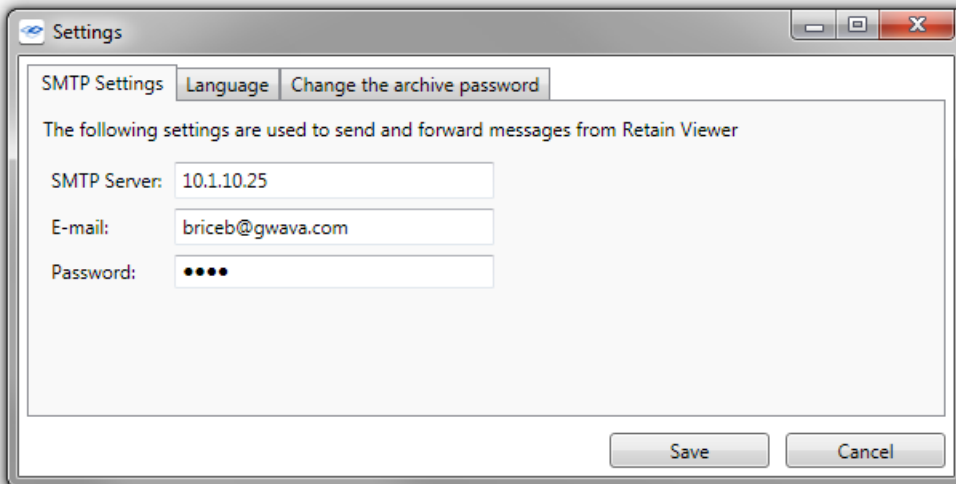 Settings
SMTP Settings Language Change the archive password
The following settings are used to send and forward messages from Retain Viewer
SMTP Server: 10.1.10.25
E-mail: briceb@gwava.com
Password: ••••
Save Cancel